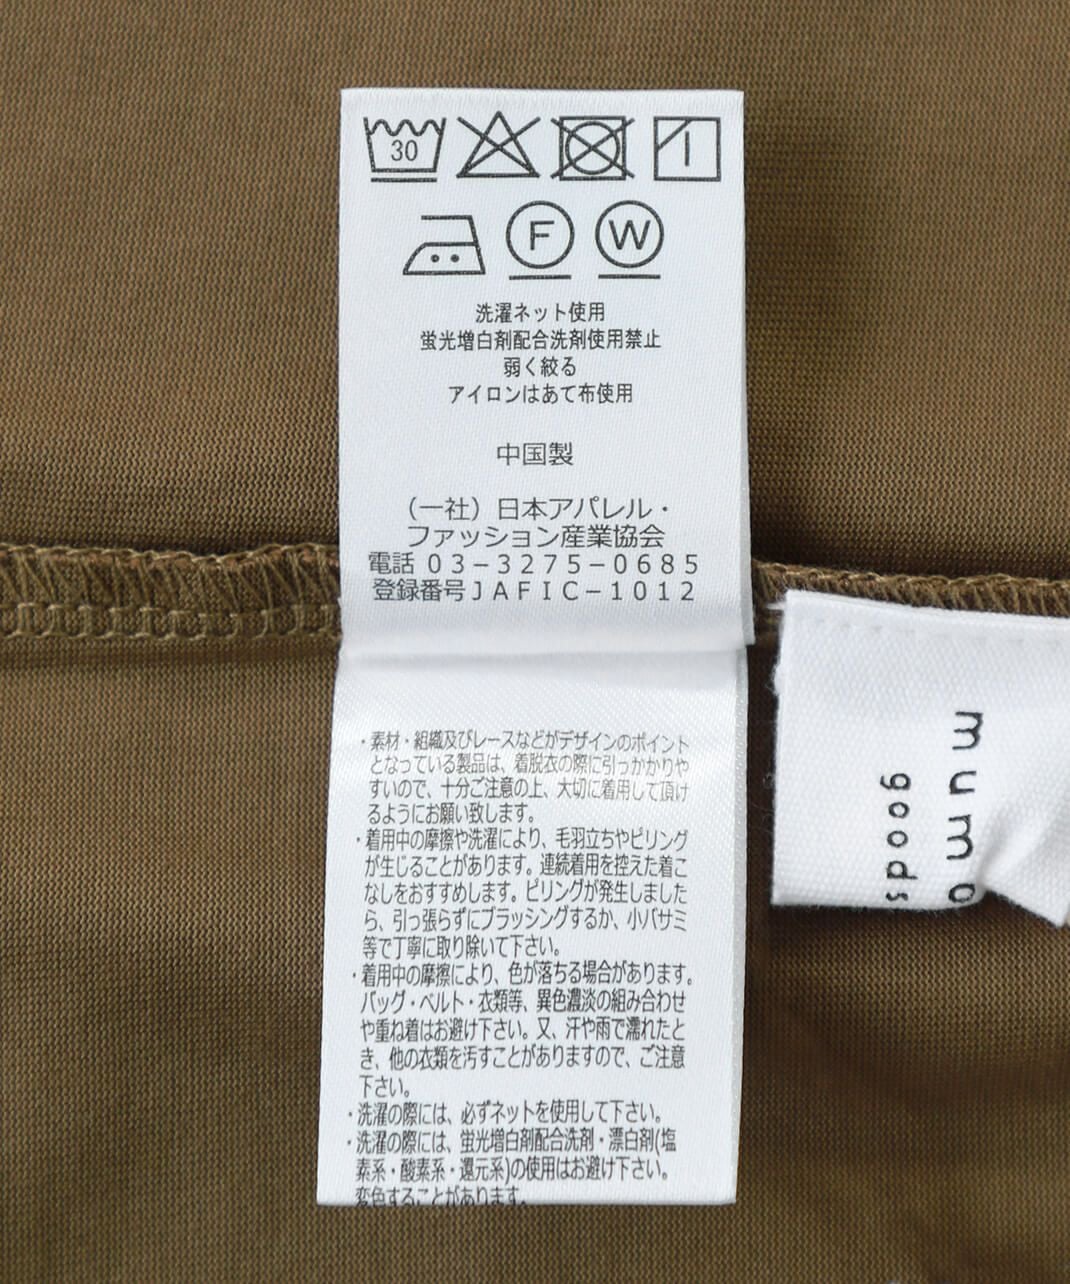 30
F W
洗濯ネット使用
蛍光増白剤配合洗剤使用禁止
弱く絞る
アイロンはあて布使用
中国製
（一社）日本アパレル・
ファッション産業協会
電話 03−3275−0685
登録番号JAFIC−1012
・素材・組織及びレースなどがデザインのポイント
となっている製品は、着脱衣の際に引っかかりや
すいので、十分ご注意の上、大切に着用して頂け
るようにお願い致します。
・着用中の摩擦や洗濯により、毛羽立ちやピリング
が生じることがあります。連続着用を控えた着こ
なしをおすすめします。ピリングが発生しました
ら、引っ張らずにブラッシングするか、小バサミ
等で丁寧に取り除いて下さい。
・着用中の摩擦により、色が落ちる場合があります。
バッグ・ベルト・衣類等、異色濃淡の組み合わせ
や重ね着はお避け下さい。又、汗や雨で濡れたと
き、他の衣類を汚すことがありますので、ご注意
下さい。
・洗濯の際には、必ずネットを使用して下さい。
・洗濯の際には、蛍光増白剤配合洗剤・漂白剤(塩
素系・酸素系・還元系)の使用はお避け下さい。
変色することがあります。
mumo
goods